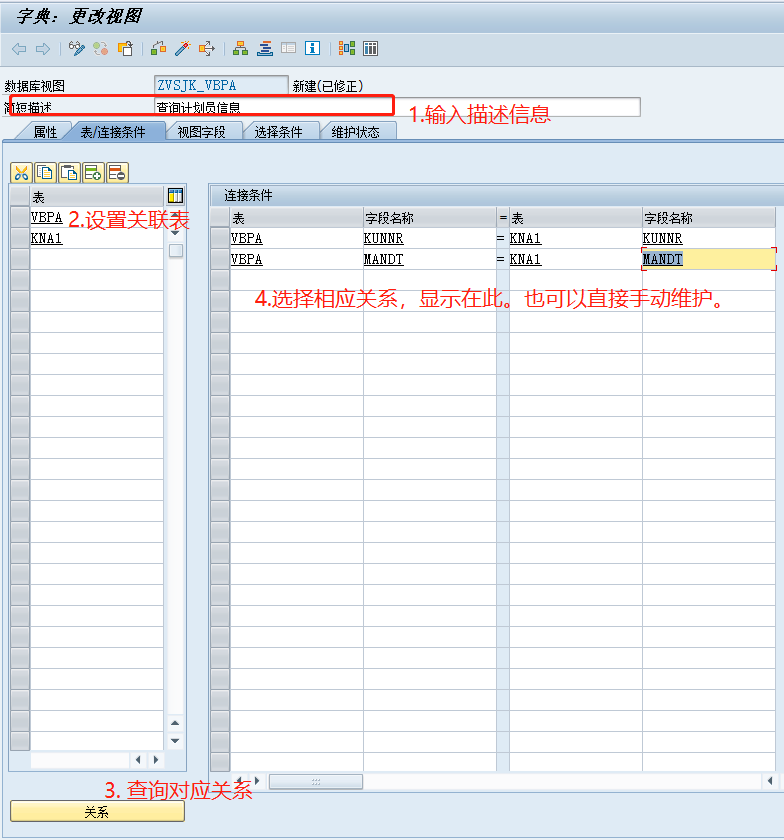 字典: 更改视图
数据库视图 ZVSJK_VBPA 新建(已修正)
简短描述 查询计划员信息
1.输入描述信息
属性 表/连接条件 视图字段 选择条件 维护状态
表
VBPA
KNA1
2.设置关联表
连接条件
表 字段名称 = 表 字段名称
VBPA KUNNR = KNA1 KUNNR
VBPA MANDT = KNA1 MANDT
4.选择相应关系，显示在此。也可以直接手动维护。
3. 查询对应关系
关系